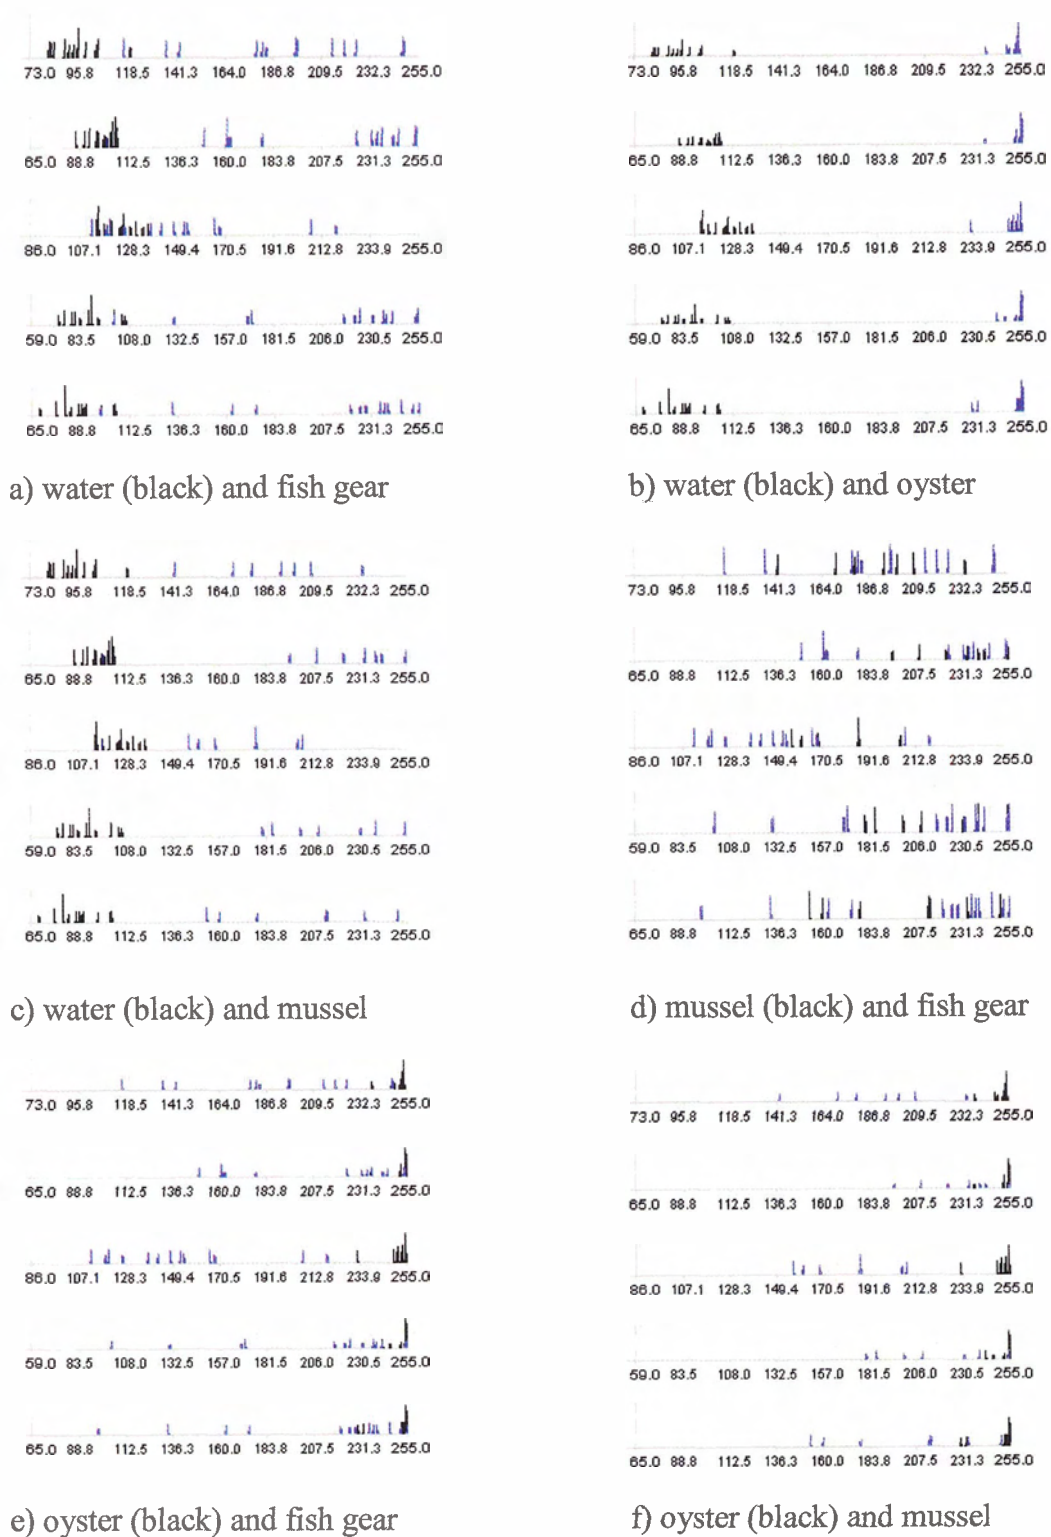 73.0 95.8 118.5 141.3 164.0 186.8 209.5 232.3 255.0
65.0 88.8 112.5 136.3 160.0 183.8 207.5 231.3 255.0
86.0 107.1 128.3 149.4 170.5 191.6 212.8 233.9 255.0
59.0 83.5 108.0 132.5 157.0 181.5 206.0 230.5 255.0
65.0 88.8 112.5 136.3 160.0 183.8 207.5 231.3 255.0
a) water (black) and fish gear
73.0 95.8 118.5 141.3 164.0 186.8 209.5 232.3 255.0
65.0 88.8 112.5 136.3 160.0 183.8 207.5 231.3 255.0
86.0 107.1 128.3 149.4 170.5 191.6 212.8 233.9 255.0
59.0 83.5 108.0 132.5 157.0 181.5 206.0 230.5 255.0
65.0 88.8 112.5 136.3 160.0 183.8 207.5 231.3 255.0
b) water (black) and oyster
73.0 95.8 118.5 141.3 164.0 186.8 209.5 232.3 255.0
65.0 88.8 112.5 136.3 160.0 183.8 207.5 231.3 255.0
86.0 107.1 128.3 149.4 170.5 191.6 212.8 233.9 255.0
59.0 83.5 108.0 132.5 157.0 181.5 206.0 230.5 255.0
65.0 88.8 112.5 136.3 160.0 183.8 207.5 231.3 255.0
c) water (black) and mussel
73.0 95.8 118.5 141.3 164.0 186.8 209.5 232.3 255.0
65.0 88.8 112.5 136.3 160.0 183.8 207.5 231.3 255.0
86.0 107.1 128.3 149.4 170.5 191.6 212.8 233.9 255.0
59.0 83.5 108.0 132.5 157.0 181.5 206.0 230.5 255.0
65.0 88.8 112.5 136.3 160.0 183.8 207.5 231.3 255.0
d) mussel (black) and fish gear
73.0 95.8 118.5 141.3 164.0 186.8 209.5 232.3 255.0
65.0 88.8 112.5 136.3 160.0 183.8 207.5 231.3 255.0
86.0 107.1 128.3 149.4 170.5 191.6 212.8 233.9 255.0
59.0 83.5 108.0 132.5 157.0 181.5 206.0 230.5 255.0
65.0 88.8 112.5 136.3 160.0 183.8 207.5 231.3 255.0
e) oyster (black) and fish gear
73.0 95.8 118.5 141.3 164.0 186.8 209.5 232.3 255.0
65.0 88.8 112.5 136.3 160.0 183.8 207.5 231.3 255.0
86.0 107.1 128.3 149.4 170.5 191.6 212.8 233.9 255.0
59.0 83.5 108.0 132.5 157.0 181.5 206.0 230.5 255.0
65.0 88.8 112.5 136.3 160.0 183.8 207.5 231.3 255.0
f) oyster (black) and mussel